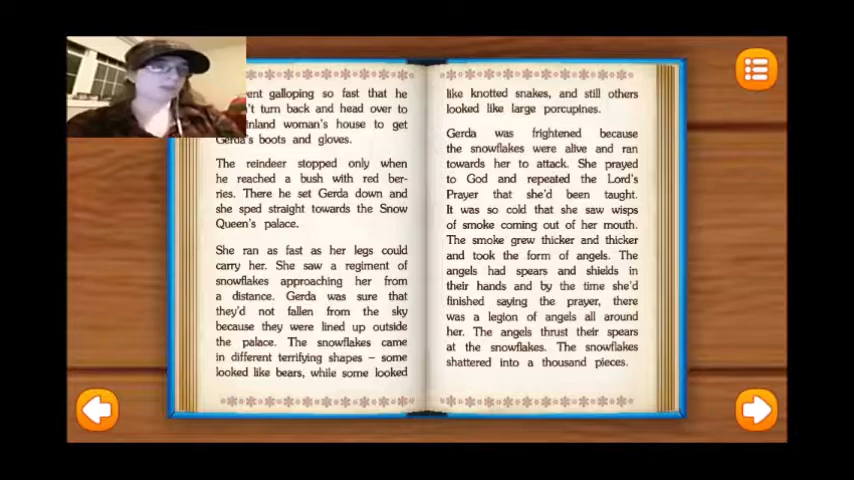 ent galloping so fast that he
't turn back and head over to
inland woman's house to get
Gerda's boots and gloves.
The reindeer stopped only when
he reached a bush with red ber-
ries. There he set Gerda down and
she sped straight towards the Snow
Queen's palace.
She ran as fast as her legs could
carry her. She saw a regiment of
snowflakes approaching her from
a distance. Gerda was sure that
they'd not fallen from the sky
because they were lined up outside
the palace. The snowflakes came
in different terrifying shapes – some
looked like bears, while some looked
like knotted snakes, and still others
looked like large porcupines.
Gerda was frightened because
the snowflakes were alive and ran
towards her to attack. She prayed
to God and repeated the Lord's
Prayer that she'd been taught.
It was so cold that she saw wisps
of smoke coming out of her mouth.
The smoke grew thicker and thicker
and took the form of angels. The
angels had spears and shields in
their hands and by the time she'd
finished saying the prayer, there
was a legion of angels all around
her. The angels thrust their spears
at the snowflakes. The snowflakes
shattered into a thousand pieces.